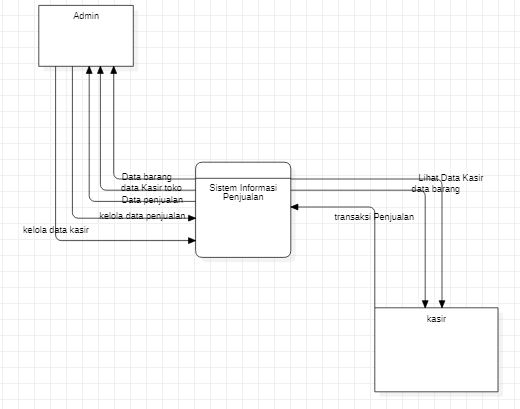 Admin
Data barang
Lihat Data Kasir
data Kasir toko
data barang
Sistem Informasi
Penjualan
Data penjualan
kelola data penjualan
transaksi Penjualan
kelola data kasir
kasir